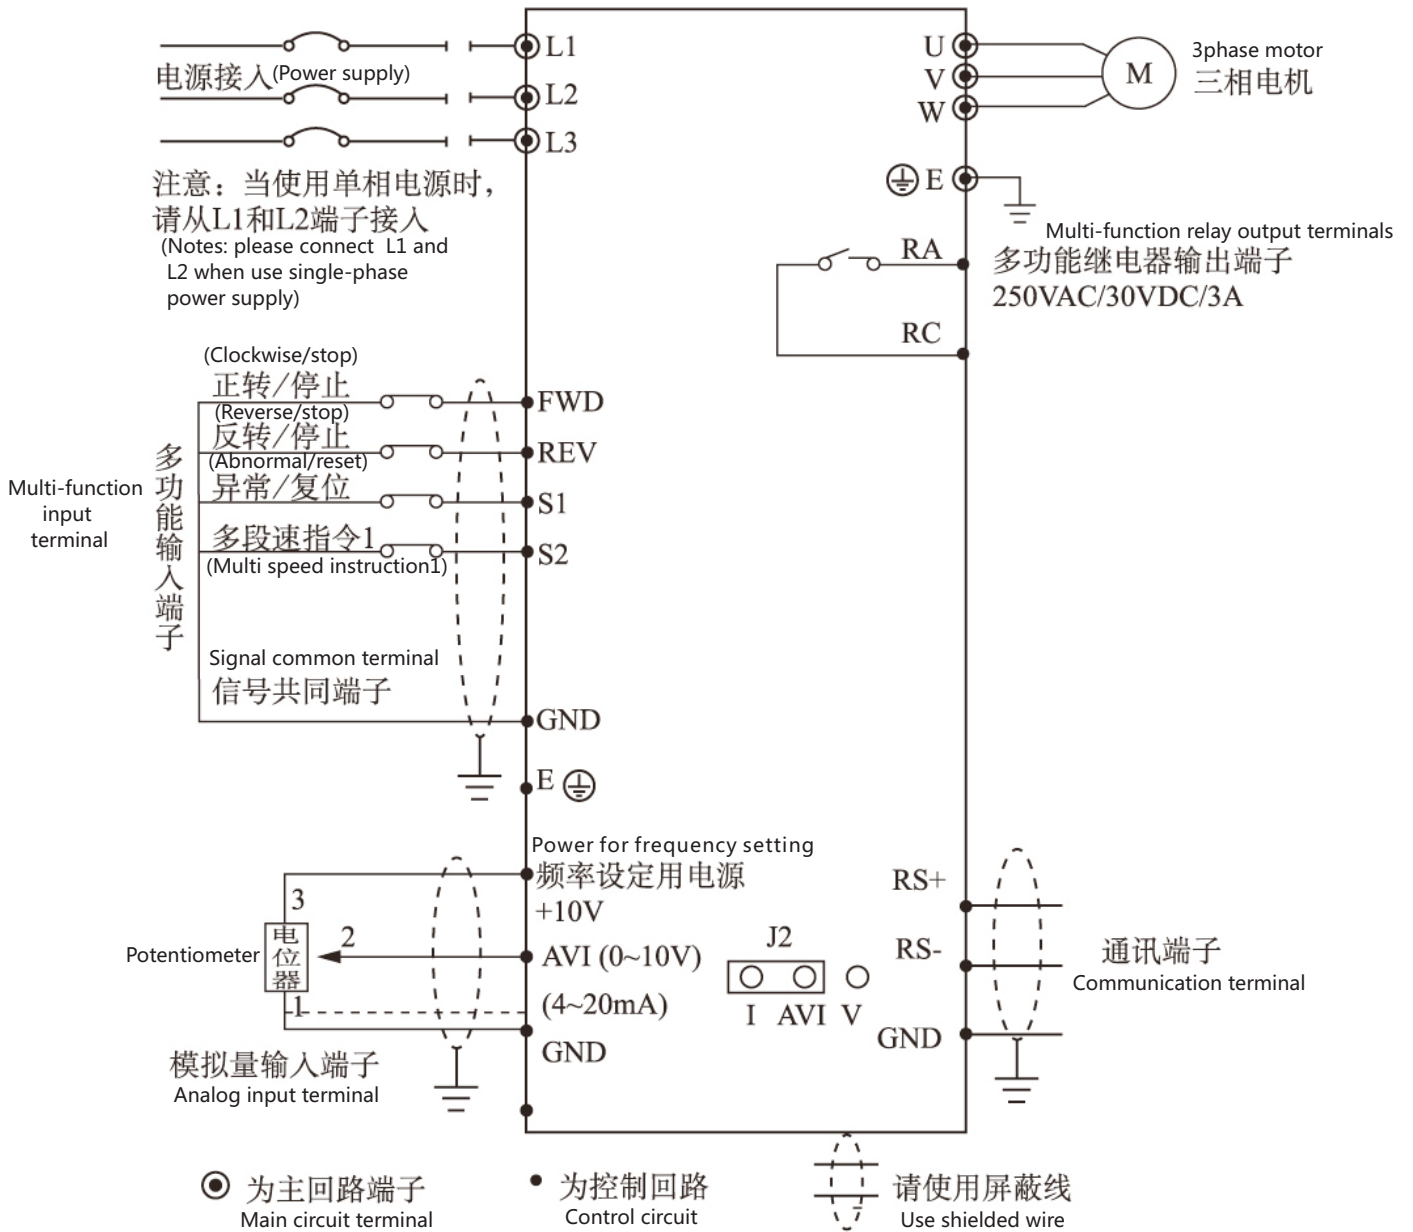 L1
电源接入(Power supply)
L2
L3
注意：当使用单相电源时，
请从L1和L2端子接入
(Notes: please connect L1 and
L2 when use single-phase
power supply)
U
V
W
M
3phase motor
三相电机
E
Multi-function relay output terminals
RA
多功能继电器输出端子
250VAC/30VDC/3A
RC
(Clockwise/stop)
正转/停止
FWD
(Reverse/stop)
反转/停止
REV
(Abnormal/reset)
异常/复位
S1
多段速指令1
(Multi speed instruction1)
S2
Multi-function
input
terminal
多功能输入端子
Signal common terminal
信号共同端子
GND
E
Power for frequency setting
频率设定用电源
+10V
3
Potentiometer
电位器
2
AVI (0~10V)
1
(4~20mA)
GND
模拟量输入端子
Analog input terminal
J2
I AVI V
RS+
RS-
GND
通讯端子
Communication terminal
为主回路端子
Main circuit terminal
为控制回路
Control circuit
请使用屏蔽线
Use shielded wire